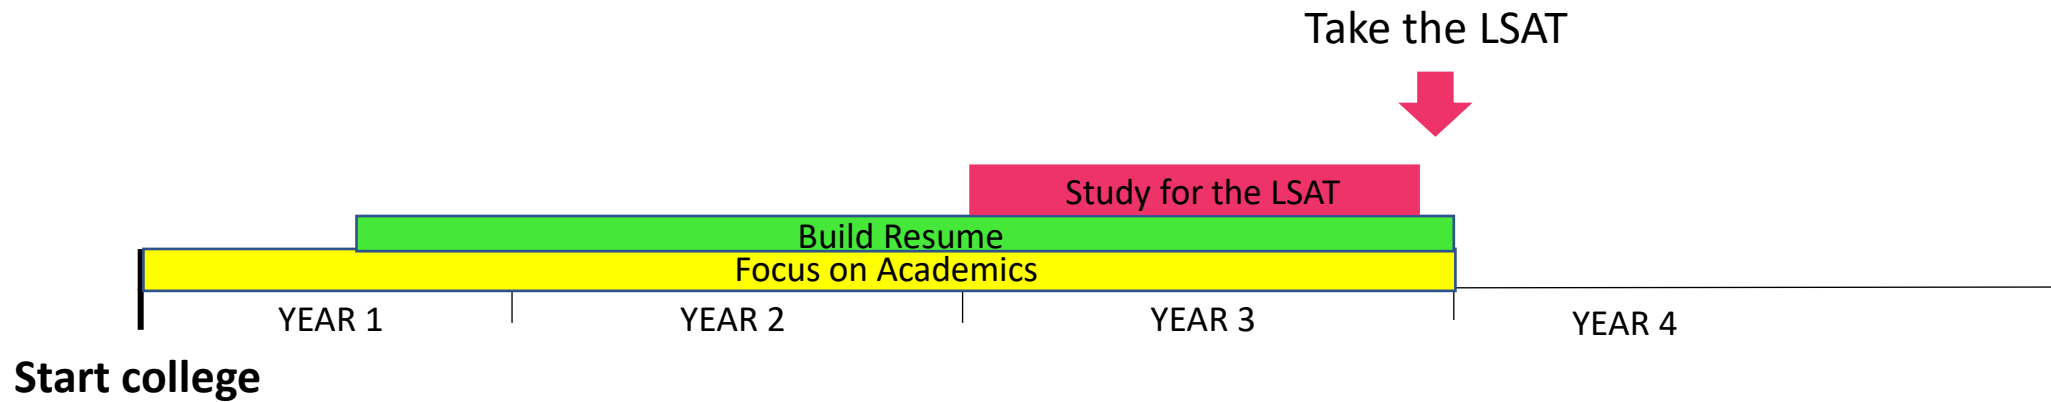 Take the LSAT
Study for the LSAT
Build Resume
Focus on Academics
YEAR 1
YEAR 2
YEAR 3
YEAR 4
Start college